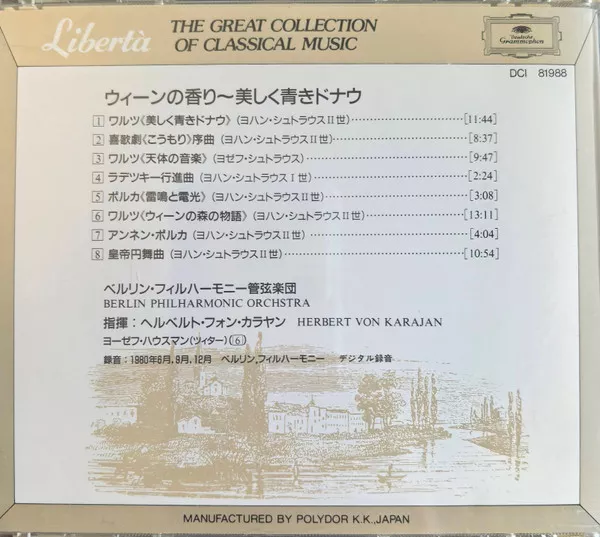 Libertà
THE GREAT COLLECTION
OF CLASSICAL MUSIC
Deutsche
Grammophon
DCI 81988
ウィーンの香り〜美しく青きドナウ
1 ワルツ《美しく青きドナウ》(ヨハン・シュトラウスⅡ世)[11:44]
2 喜歌劇《こうもり》序曲(ヨハン・シュトラウスⅡ世)[8:37]
3 ワルツ《天体の音楽》(ヨゼフ・シュトラウス)[9:47]
4 ラデツキー行進曲(ヨハン・シュトラウスⅠ世)[2:24]
5 ポルカ《雷鳴と電光》(ヨハン・シュトラウスⅡ世)[3:08]
6 ワルツ《ウィーンの森の物語》(ヨハン・シュトラウスⅡ世)[13:11]
7 アンネン・ポルカ(ヨハン・シュトラウスⅡ世)[4:04]
8 皇帝円舞曲(ヨハン・シュトラウスⅡ世)[10:54]
ベルリン・フィルハーモニー管弦楽団
BERLIN PHILHARMONIC ORCHSTRA
指揮:ヘルベルト・フォン・カラヤン HERBERT VON KARAJAN
ヨーゼフ・ハウスマン(ツィター)6
録音:1980年6月,9月,12月 ベルリン,フィルハーモニー デジタル録音
MANUFACTURED BY POLYDOR K.K.,JAPAN